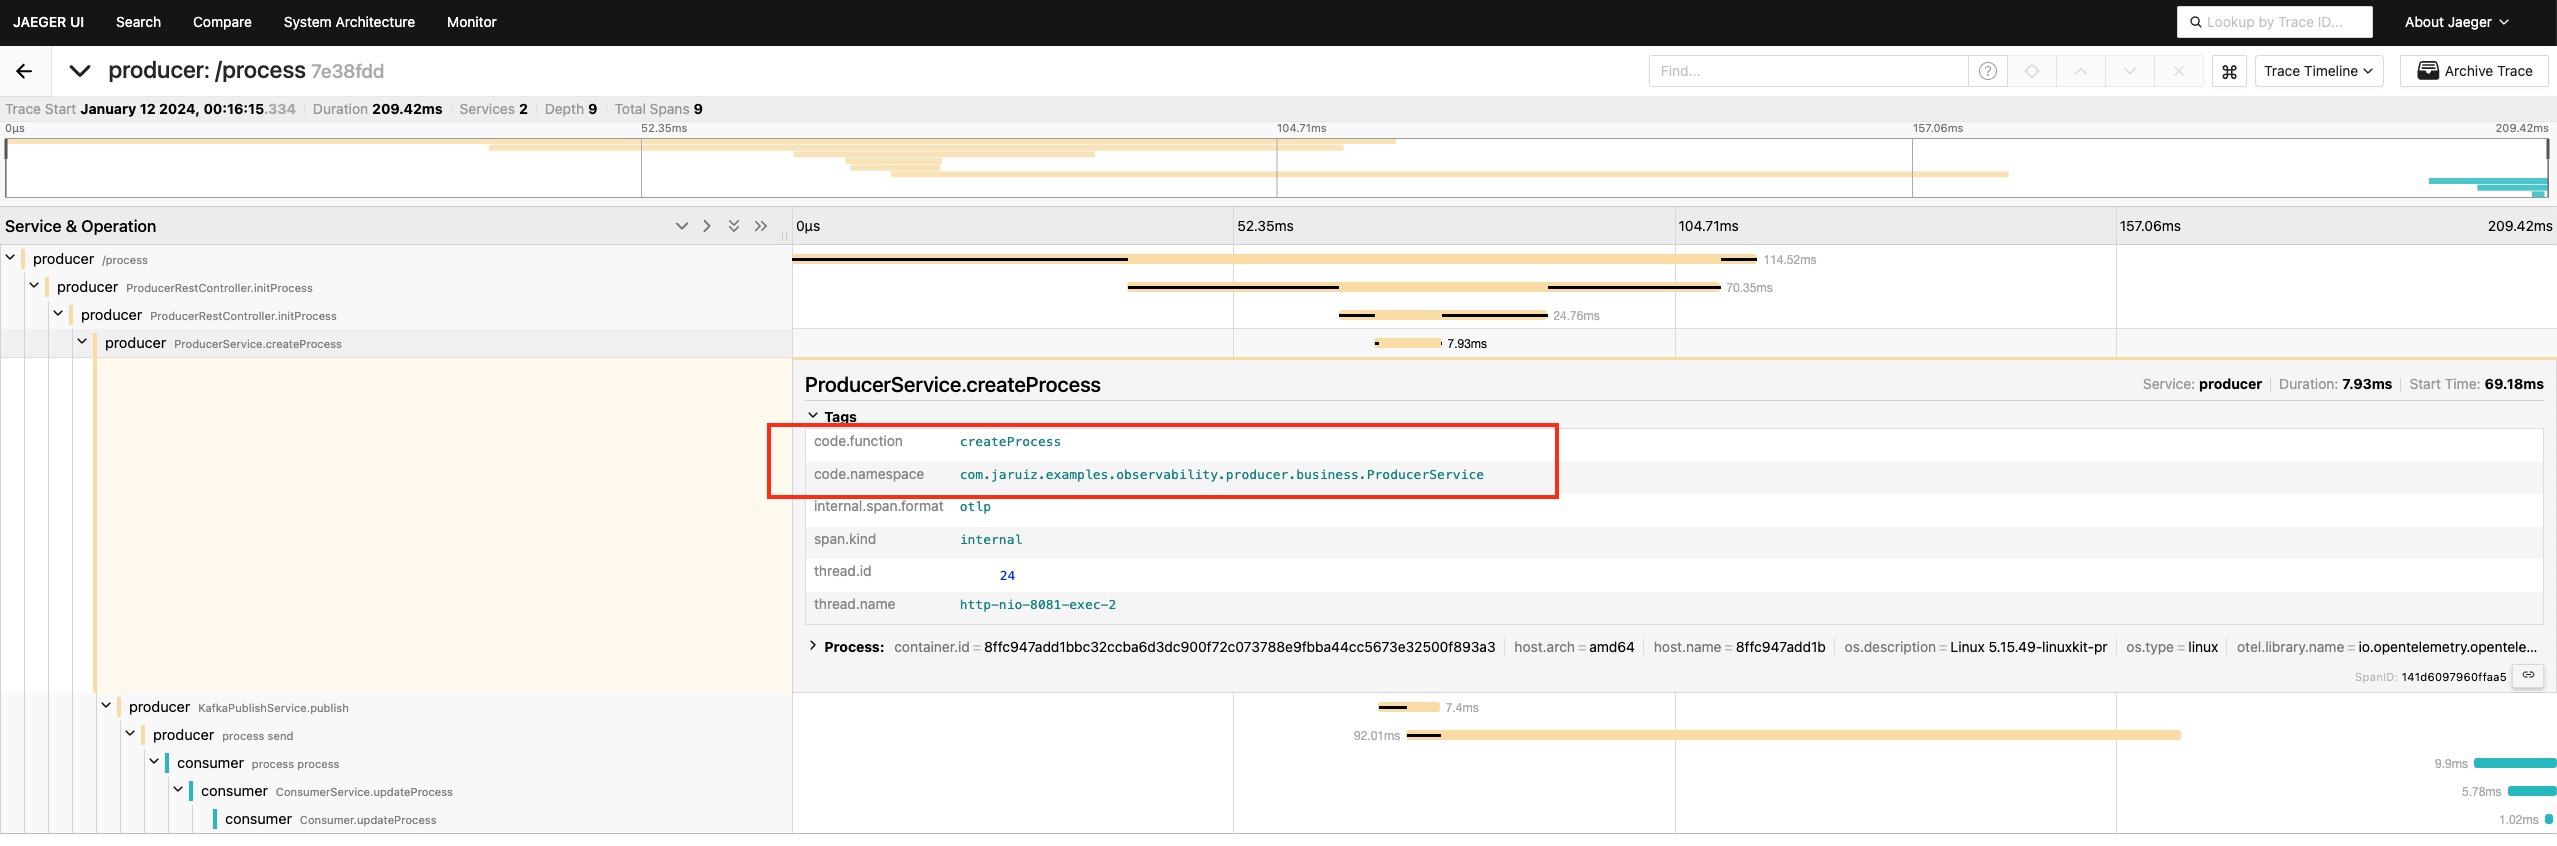 JAEGER UI Search Compare System Architecture Monitor Lookup by Trace ID... About Jaeger
producer: /process 7e38fdd Find... Trace Timeline Archive Trace
Trace Start January 12 2024, 00:16:15.334 Duration 209.42ms Services 2 Depth 9 Total Spans 9
0μs 52.35ms 104.71ms 157.06ms 209.42ms
Service & Operation 0μs 52.35ms 104.71ms 157.06ms 209.42ms
producer /process 114.52ms
producer ProducerRestController.initProcess 70.35ms
producer ProducerRestController.initProcess 24.76ms
producer ProducerService.createProcess 7.93ms
ProducerService.createProcess Service: producer Duration: 7.93ms Start Time: 69.18ms
Tags
code.function createProcess
code.namespace com.jaruiz.examples.observability.producer.business.ProducerService
internal.span.format otlp
span.kind internal
thread.id 24
thread.name http-nio-8081-exec-2
Process: container.id = 8ffc947add1bbc32ccba6d3dc900f72c073788e9fbba44cc5673e32500f893a3 host.arch = amd64 host.name = 8ffc947add1b os.description = Linux 5.15.49-linuxkit-pr os.type = linux otel.library.name = io.opentelemetry.opentele...
SpanID: 141d6097960ffaa5
producer KafkaPublishService.publish 7.4ms
producer process send 92.01ms
consumer process process 9.9ms
consumer ConsumerService.updateProcess 5.78ms
consumer Consumer.updateProcess 1.02ms